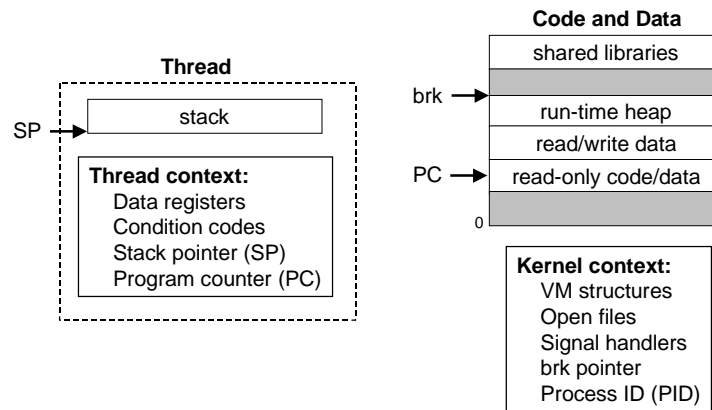 Thread
SP
stack
Thread context:
Data registers
Condition codes
Stack pointer (SP)
Program counter (PC)
Code and Data
shared libraries
brk
run-time heap
read/write data
PC
read-only code/data
0
Kernel context:
VM structures
Open files
Signal handlers
brk pointer
Process ID (PID)